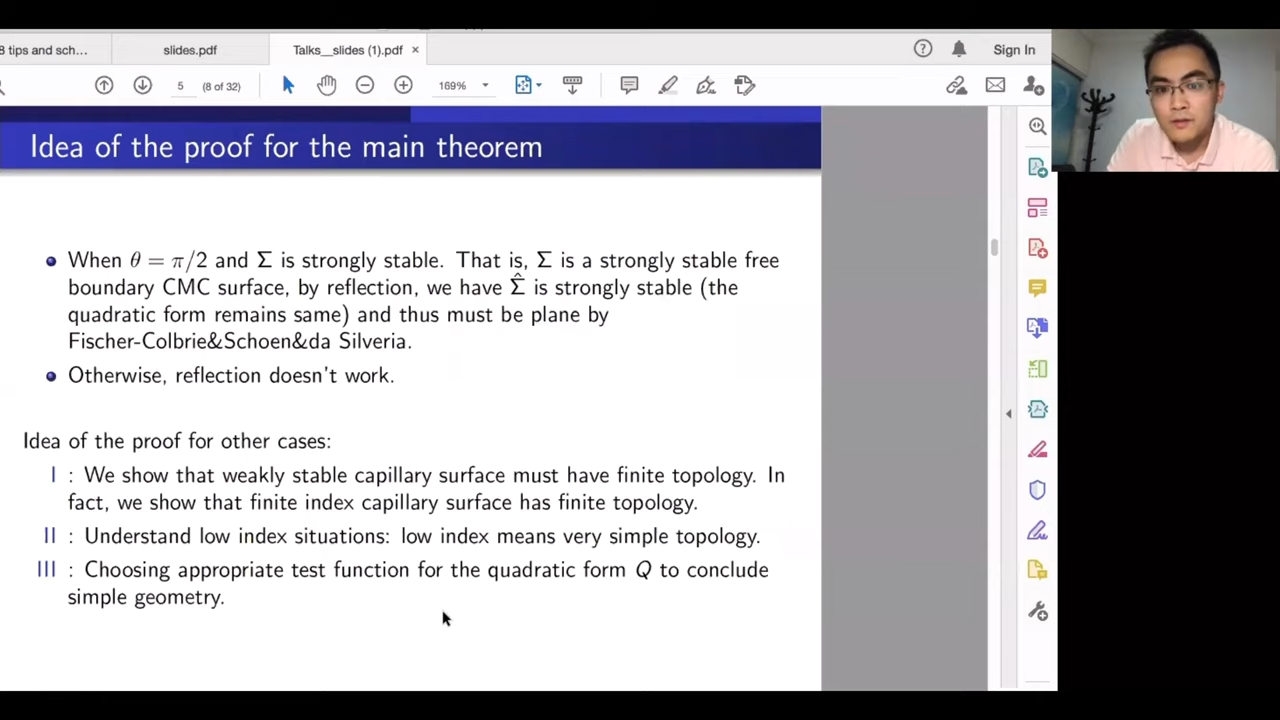 8 tips and sch...
slides.pdf
Talks__slides (1).pdf ×
Sign In
5 (8 of 32)
169%
Idea of the proof for the main theorem
When θ = π/2 and Σ is strongly stable. That is, Σ is a strongly stable free
boundary CMC surface, by reflection, we have Σ̂ is strongly stable (the
quadratic form remains same) and thus must be plane by
Fischer-Colbrie&Schoen&da Silveria.
Otherwise, reflection doesn't work.
Idea of the proof for other cases:
I : We show that weakly stable capillary surface must have finite topology. In
fact, we show that finite index capillary surface has finite topology.
II : Understand low index situations: low index means very simple topology.
III : Choosing appropriate test function for the quadratic form Q to conclude
simple geometry.